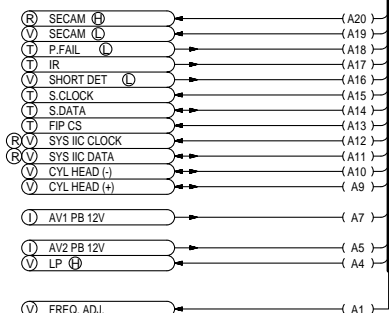 R SECAM H A20
V SECAM L A19
T P.FAIL L A18
T IR A17
V SHORT DET L A16
T S.CLOCK A15
T S.DATA A14
T FIP CS A13
R V SYS IIC CLOCK A12
R V SYS IIC DATA A11
V CYL HEAD (-) A10
V CYL HEAD (+) A9
I AV1 PB 12V A7
I AV2 PB 12V A5
V LP H A4
V FREQ. ADJ. A1